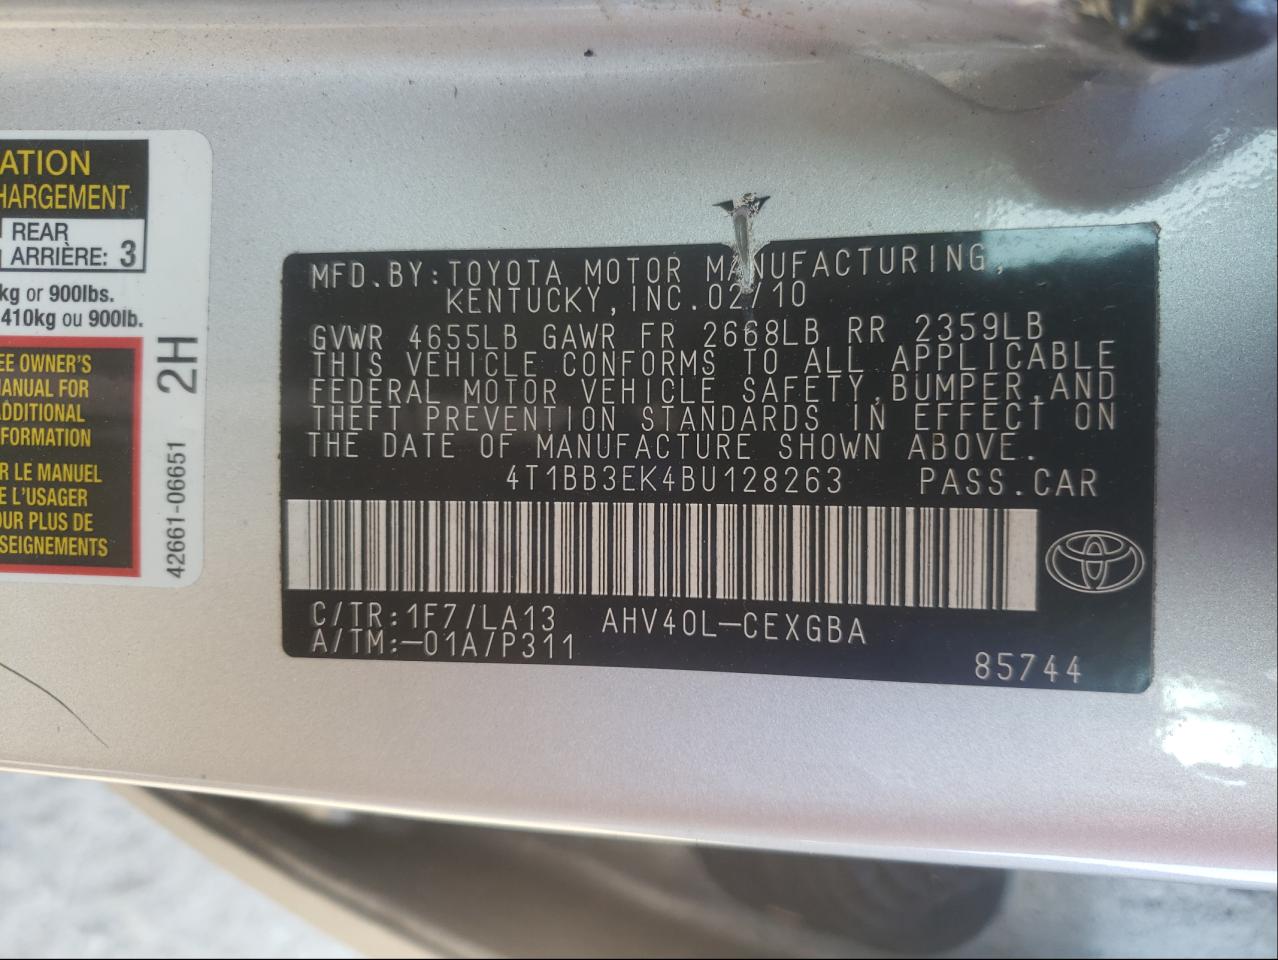 ATION
HARGEMENT
REAR
ARRIÈRE: 3
kg or 900lbs.
410kg ou 900lb.
EE OWNER'S
MANUAL FOR
ADDITIONAL
FORMATION
R LE MANUEL
E L'USAGER
OUR PLUS DE
SEIGNEMENTS
2H
42661-06651
MFD.BY:TOYOTA MOTOR MANUFACTURING,
KENTUCKY,INC.02/10
GVWR 4655LB GAWR FR 2668LB RR 2359LB
THIS VEHICLE CONFORMS TO ALL APPLICABLE
FEDERAL MOTOR VEHICLE SAFETY,BUMPER,AND
THEFT PREVENTION STANDARDS IN EFFECT ON
THE DATE OF MANUFACTURE SHOWN ABOVE.
4T1BB3EK4BU128263 PASS.CAR
C/TR:1F7/LA13 AHV40L-CEXGBA
A/TM:-01A/P311
85744